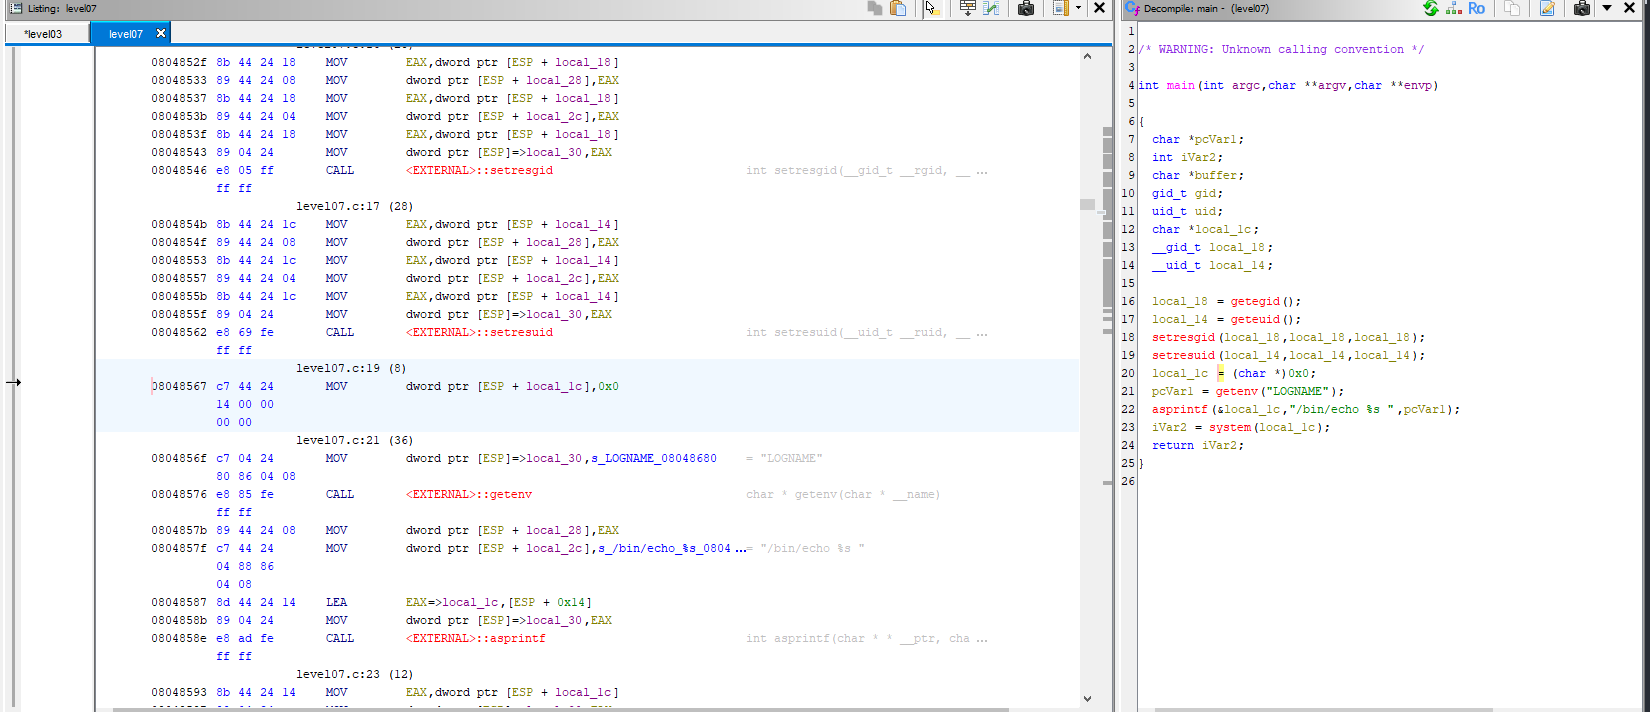 Listing: level07
*level03
level07
0804852f 8b 44 24 18 MOV EAX,dword ptr [ESP + local_18]
08048533 89 44 24 08 MOV dword ptr [ESP + local_28],EAX
08048537 8b 44 24 18 MOV EAX,dword ptr [ESP + local_18]
0804853b 89 44 24 04 MOV dword ptr [ESP + local_2c],EAX
0804853f 8b 44 24 18 MOV EAX,dword ptr [ESP + local_18]
08048543 89 04 24 MOV dword ptr [ESP]=>local_30,EAX
08048546 e8 05 ff CALL <EXTERNAL>::setresgid int setresgid(__gid_t __rgid, __ ...
ff ff
level07.c:17 (28)
0804854b 8b 44 24 1c MOV EAX,dword ptr [ESP + local_14]
0804854f 89 44 24 08 MOV dword ptr [ESP + local_28],EAX
08048553 8b 44 24 1c MOV EAX,dword ptr [ESP + local_14]
08048557 89 44 24 04 MOV dword ptr [ESP + local_2c],EAX
0804855b 8b 44 24 1c MOV EAX,dword ptr [ESP + local_14]
0804855f 89 04 24 MOV dword ptr [ESP]=>local_30,EAX
08048562 e8 69 fe CALL <EXTERNAL>::setresuid int setresuid(__uid_t __ruid, __ ...
ff ff
level07.c:19 (8)
08048567 c7 44 24 MOV dword ptr [ESP + local_1c],0x0
14 00 00
00 00
level07.c:21 (36)
0804856f c7 04 24 MOV dword ptr [ESP]=>local_30,s_LOGNAME_08048680 = "LOGNAME"
80 86 04 08
08048576 e8 85 fe CALL <EXTERNAL>::getenv char * getenv(char * __name)
ff ff
0804857b 89 44 24 08 MOV dword ptr [ESP + local_28],EAX
0804857f c7 44 24 MOV dword ptr [ESP + local_2c],s_/bin/echo_%s_0804 ...= "/bin/echo %s "
04 88 86
04 08
08048587 8d 44 24 14 LEA EAX=>local_1c,[ESP + 0x14]
0804858b 89 04 24 MOV dword ptr [ESP]=>local_30,EAX
0804858e e8 ad fe CALL <EXTERNAL>::asprintf int asprintf(char * * __ptr, cha ...
ff ff
level07.c:23 (12)
08048593 8b 44 24 14 MOV EAX,dword ptr [ESP + local_1c]
Decompile: main - (level07)
Ro
1
2 /* WARNING: Unknown calling convention */
3
4 int main(int argc,char **argv,char **envp)
5
6 {
7 char *pcVar1;
8 int iVar2;
9 char *buffer;
10 gid_t gid;
11 uid_t uid;
12 char *local_1c;
13 __gid_t local_18;
14 __uid_t local_14;
15
16 local_18 = getegid();
17 local_14 = geteuid();
18 setresgid(local_18,local_18,local_18);
19 setresuid(local_14,local_14,local_14);
20 local_1c = (char *)0x0;
21 pcVar1 = getenv("LOGNAME");
22 asprintf(&local_1c,"/bin/echo %s ",pcVar1);
23 iVar2 = system(local_1c);
24 return iVar2;
25 }
26